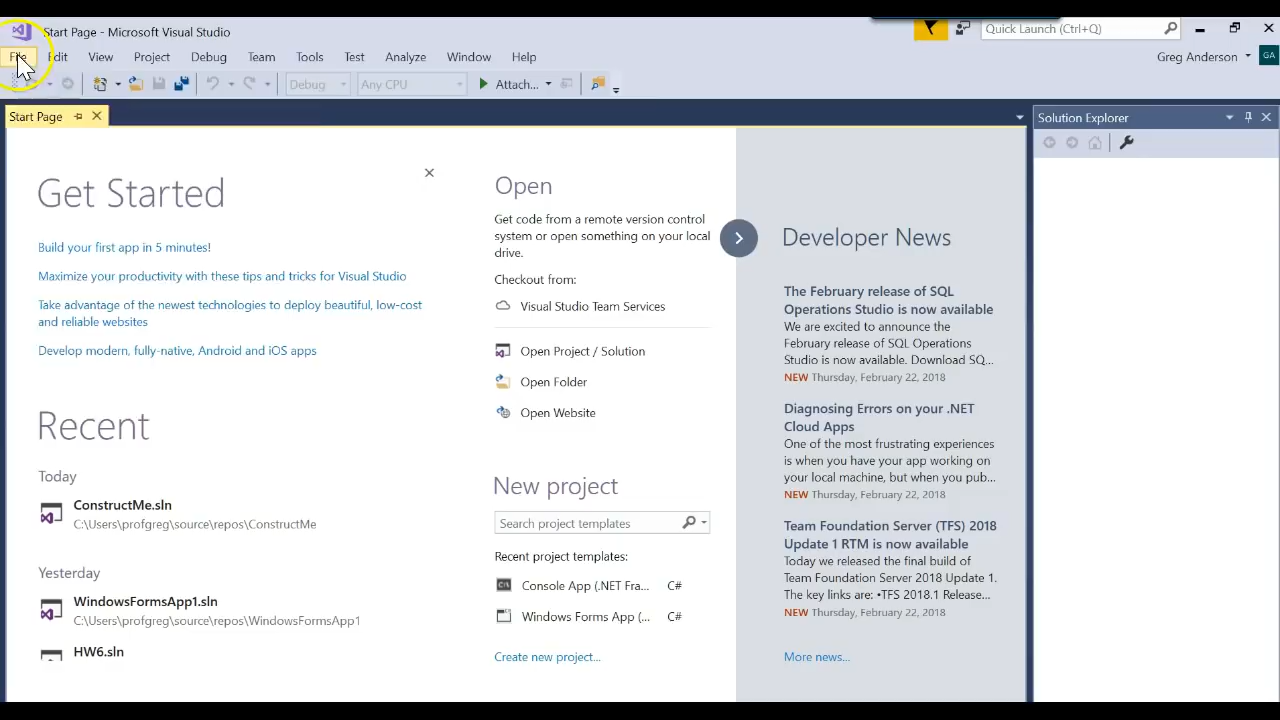 Start Page - Microsoft Visual Studio
Quick Launch (Ctrl+Q)
File Edit View Project Debug Team Tools Test Analyze Window Help
Greg Anderson GA
Debug Any CPU Attach...
Start Page
Solution Explorer
Get Started
Build your first app in 5 minutes!
Maximize your productivity with these tips and tricks for Visual Studio
Take advantage of the newest technologies to deploy beautiful, low-cost
and reliable websites
Develop modern, fully-native, Android and iOS apps
Recent
Today
ConstructMe.sln
C:\Users\profgreg\source\repos\ConstructMe
Yesterday
WindowsFormsApp1.sln
C:\Users\profgreg\source\repos\WindowsFormsApp1
HW6.sln
Open
Get code from a remote version control
system or open something on your local
drive.
Checkout from:
Visual Studio Team Services
Open Project / Solution
Open Folder
Open Website
New project
Search project templates
Recent project templates:
Console App (.NET Fra... C#
Windows Forms App (... C#
Create new project...
Developer News
The February release of SQL
Operations Studio is now available
We are excited to announce the
February release of SQL Operations
Studio is now available. Download SQ...
NEW Thursday, February 22, 2018
Diagnosing Errors on your .NET
Cloud Apps
One of the most frustrating experiences
is when you have your app working on
your local machine, but when you pub...
NEW Thursday, February 22, 2018
Team Foundation Server (TFS) 2018
Update 1 RTM is now available
Today we released the final build of
Team Foundation Server 2018 Update 1.
The key links are: •TFS 2018.1 Release...
NEW Thursday, February 22, 2018
More news...